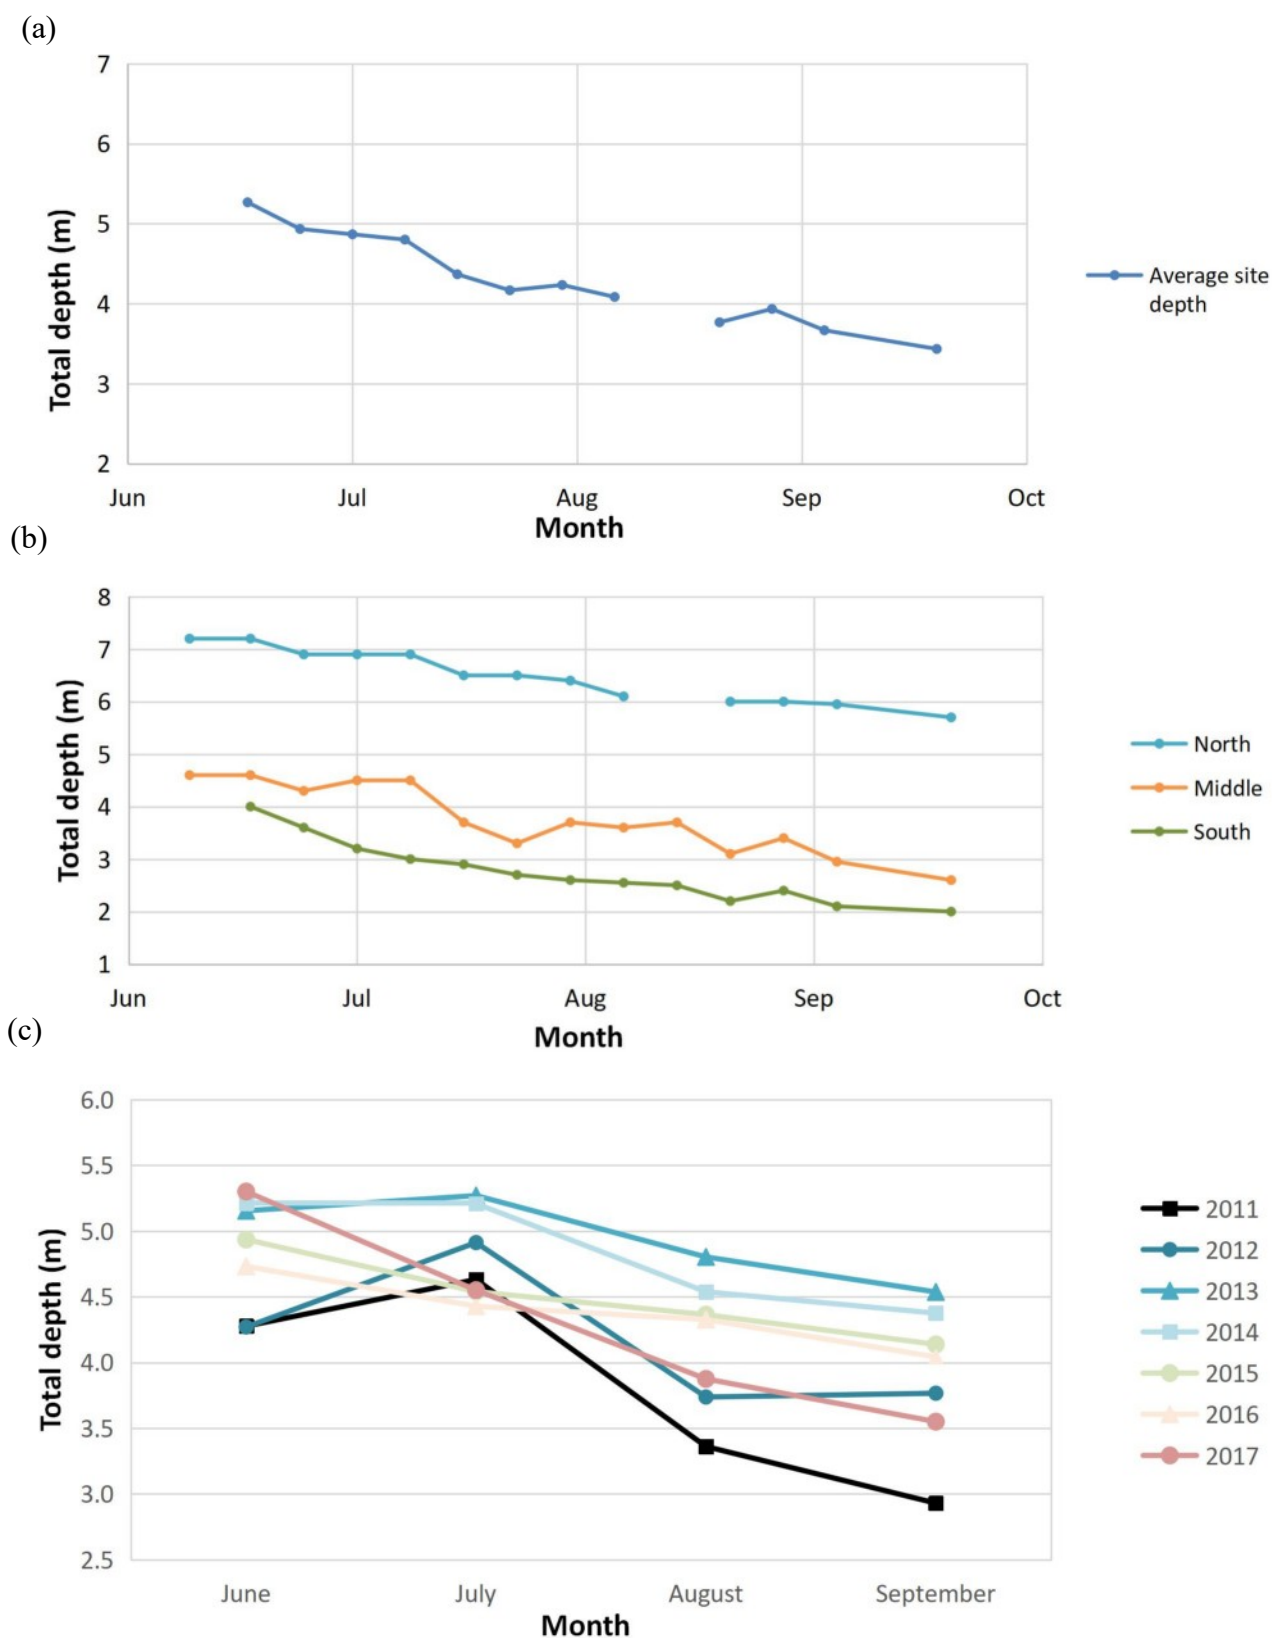 (a)
7
6
5
4
3
2
Total depth (m)
Jun Jul Aug Sep Oct
Month
Average site
depth
(b)
8
7
6
5
4
3
2
1
Total depth (m)
Jun Jul Aug Sep Oct
Month
North
Middle
South
(c)
6.0
5.5
5.0
4.5
4.0
3.5
3.0
2.5
Total depth (m)
June July August September
Month
2011
2012
2013
2014
2015
2016
2017